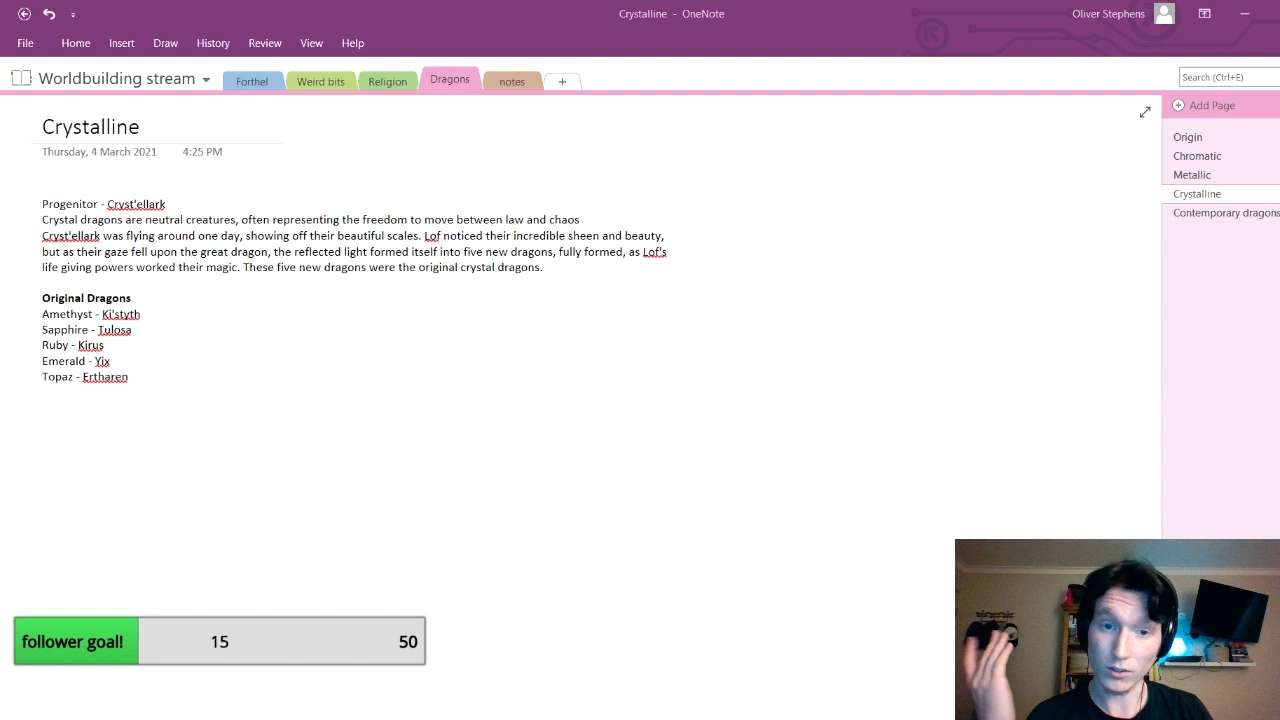 Crystalline - OneNote
Oliver Stephens
File Home Insert Draw History Review View Help
Worldbuilding stream Forthel Weird bits Religion Dragons notes
Search (Ctrl+E)
Add Page
Origin
Chromatic
Metallic
Crystalline
Contemporary dragons
Crystalline
Thursday, 4 March 2021 4:25 PM
Progenitor - Cryst'ellark
Crystal dragons are neutral creatures, often representing the freedom to move between law and chaos
Cryst'ellark was flying around one day, showing off their beautiful scales. Lof noticed their incredible sheen and beauty,
but as their gaze fell upon the great dragon, the reflected light formed itself into five new dragons, fully formed, as Lof's
life giving powers worked their magic. These five new dragons were the original crystal dragons.
Original Dragons
Amethyst - Ki'styth
Sapphire - Tulosa
Ruby - Kirus
Emerald - Yix
Topaz - Ertharen
follower goal! 15 50